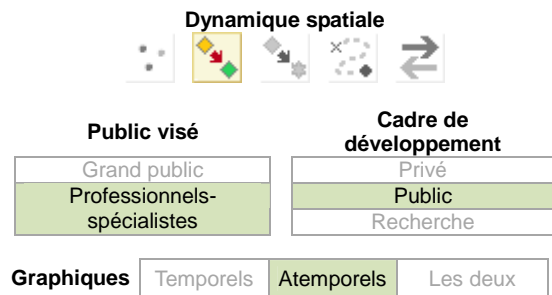 Dynamique spatiale
Public visé
Grand public
Professionnels-
spécialistes
Cadre de
développement
Privé
Public
Recherche
Graphiques Temporels Atemporels Les deux